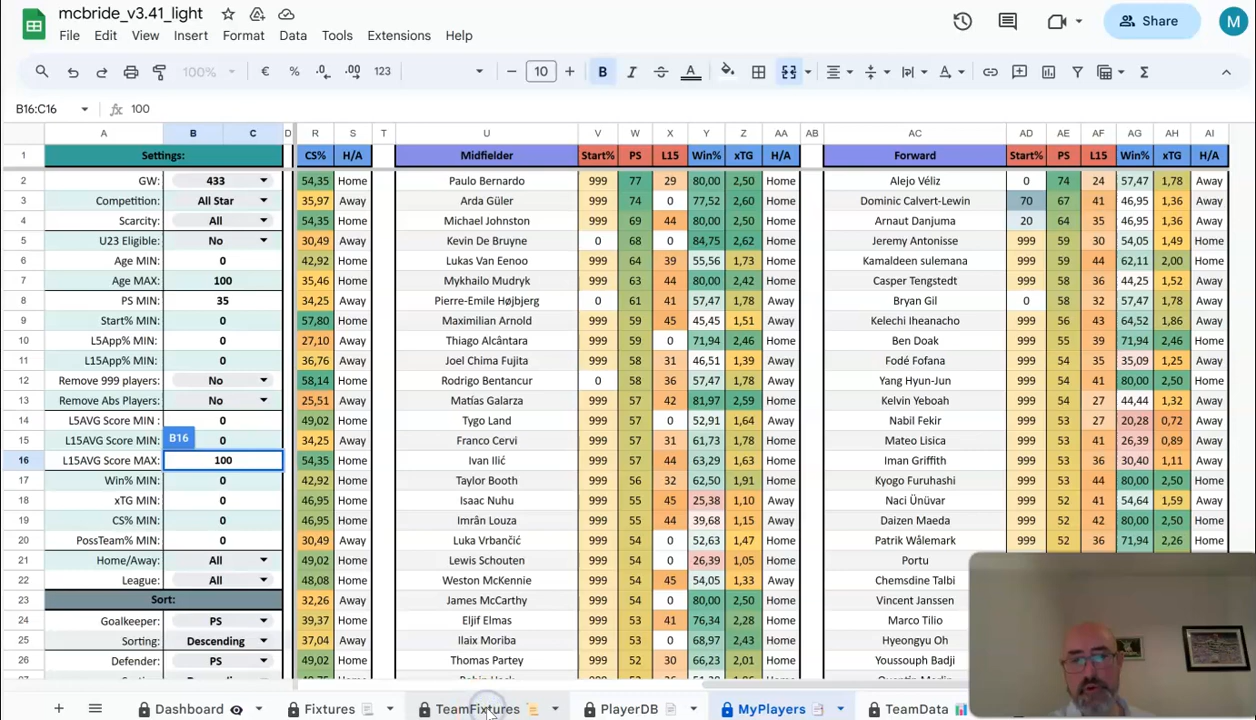 mcbride_v3.41_light
File Edit View Insert Format Data Tools Extensions Help
Share M
100% € % .0 .00 123 10 B I A Σ
B16:C16 fx 100
A B C D R S T U V W X Y Z AA AB AC AD AE AF AG AH AI
1 Settings: CS% H/A Midfielder Start% PS L15 Win% xTG H/A Forward Start% PS L15 Win% xTG H/A
2 GW: 433 54,35 Home Paulo Bernardo 999 77 29 80,00 2,50 Home Alejo Véliz 0 74 24 57,47 1,78 Away
3 Competition: All Star 35,97 Away Arda Güler 999 74 0 77,52 2,60 Home Dominic Calvert-Lewin 70 67 41 46,95 1,36 Away
4 Scarcity: All 54,35 Home Michael Johnston 999 69 44 80,00 2,50 Home Arnaut Danjuma 20 64 35 46,95 1,36 Away
5 U23 Eligible: No 30,49 Away Kevin De Bruyne 0 68 0 84,75 2,62 Home Jeremy Antonisse 999 59 30 54,05 1,49 Home
6 Age MIN: 0 42,92 Home Lukas Van Eenoo 999 64 39 55,56 1,73 Home Kamaldeen sulemana 999 59 44 62,11 2,00 Home
7 Age MAX: 100 35,46 Home Mykhailo Mudryk 999 63 44 80,00 2,42 Home Casper Tengstedt 999 58 36 44,25 1,52 Home
8 PS MIN: 35 34,25 Away Pierre-Emile Højbjerg 0 61 41 57,47 1,78 Away Bryan Gil 0 58 32 57,47 1,78 Away
9 Start% MIN: 0 57,80 Home Maximilian Arnold 999 59 45 45,45 1,51 Away Kelechi Iheanacho 999 56 43 64,52 1,86 Away
10 L5App% MIN: 0 27,10 Away Thiago Alcântara 999 59 0 71,94 2,46 Home Ben Doak 999 55 0 71,94 2,46 Home
11 L15App% MIN: 0 36,76 Away Joel Chima Fujita 999 58 31 46,51 1,39 Away Fodé Fofana 999 55 35 35,09 1,25 Away
12 Remove 999 players: No 58,14 Home Rodrigo Bentancur 0 58 36 57,47 1,78 Away Yang Hyun-Jun 999 54 41 80,00 2,50 Home
13 Remove Abs Players: No 25,51 Away Matías Galarza 999 57 42 81,97 2,59 Home Kelvin Yeboah 999 54 27 44,44 1,32 Away
14 L5AVG Score MIN : 0 49,02 Home Tygo Land 999 57 0 52,91 1,64 Away Nabil Fekir 999 53 27 20,28 0,72 Away
15 L15AVG Score MIN: 0 34,25 Away Franco Cervi 999 57 31 61,73 1,78 Away Mateo Lisica 999 53 41 26,39 0,89 Away
B16
16 L15AVG Score MAX: 100 54,35 Home Ivan Ilić 999 57 44 63,29 1,63 Home Iman Griffith 999 53 36 30,40 1,11 Away
17 Win% MIN: 0 42,92 Home Taylor Booth 999 56 32 62,50 1,91 Home Kyogo Furuhashi 999 53 44 80,00 2,50 Home
18 xTG MIN: 0 46,95 Home Isaac Nuhu 999 55 45 25,38 1,10 Away Naci Ünüvar 999 52 41 54,64 1,59 Away
19 CS% MIN: 0 46,95 Home Imrân Louza 999 55 44 39,68 1,12 Away Daizen Maeda 999 52 42 80,00 2,50 Home
20 PossTeam% MIN: 0 30,49 Away Luka Vrbančić 999 54 0 52,63 1,47 Away Patrik Wålemark 999 52 36 71,94 2,26 Home
21 Home/Away: All 49,02 Home Lewis Schouten 999 54 0 26,39 1,05 Away Portu
22 League: All 48,08 Home Weston McKennie 999 54 45 54,05 1,33 Away Chemsdine Talbi
23 Sort: 32,26 Away James McCarthy 999 54 0 80,00 2,50 Home Vincent Janssen
24 Goalkeeper: PS 39,37 Home Eljif Elmas 999 53 41 76,34 2,28 Home Marco Tilio
25 Sorting: Descending 37,04 Away Ilaix Moriba 999 53 0 68,97 2,43 Home Hyeongyu Oh
26 Defender: PS 49,02 Home Thomas Partey 999 52 30 66,23 2,01 Home Youssouph Badji
Dashboard Fixtures TeamFixtures PlayerDB MyPlayers TeamData